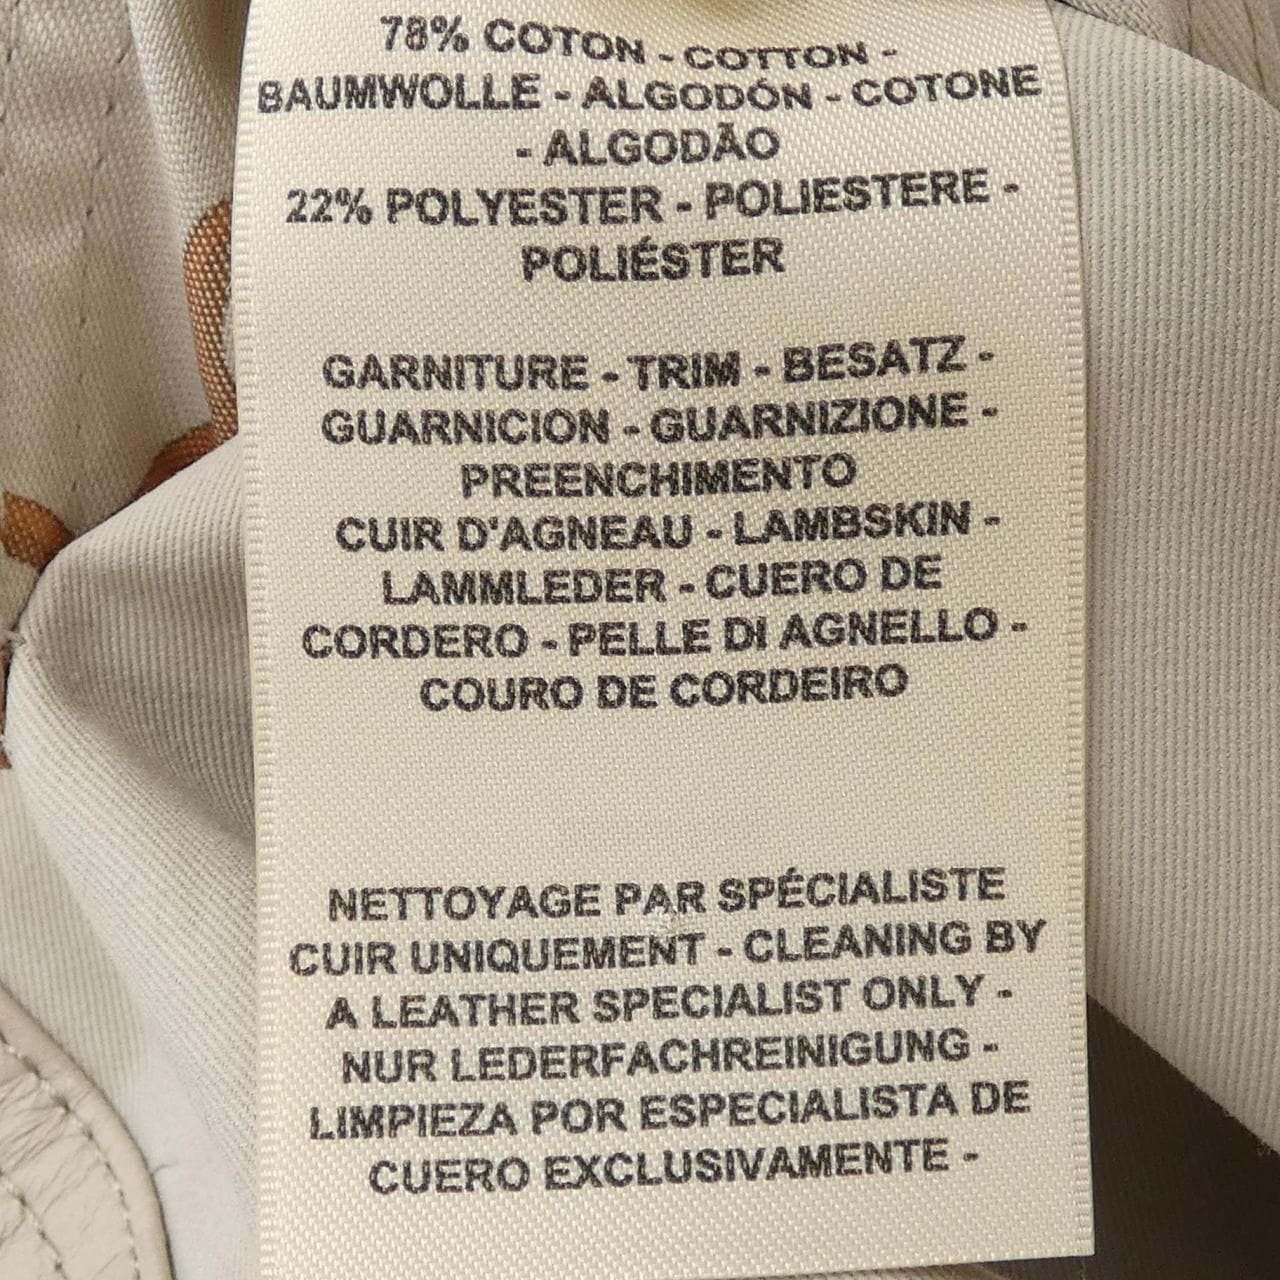 78% COTON - COTTON -
BAUMWOLLE - ALGODÓN - COTONE
- ALGODÃO
22% POLYESTER - POLIESTERE -
POLIÉSTER
GARNITURE - TRIM - BESATZ -
GUARNICION - GUARNIZIONE -
PREENCHIMENTO
CUIR D'AGNEAU - LAMBSKIN -
LAMMLEDER - CUERO DE
CORDERO - PELLE DI AGNELLO -
COURO DE CORDEIRO
NETTOYAGE PAR SPÉCIALISTE
CUIR UNIQUEMENT - CLEANING BY
A LEATHER SPECIALIST ONLY -
NUR LEDERFACHREINIGUNG -
LIMPIEZA POR ESPECIALISTA DE
CUERO EXCLUSIVAMENTE -